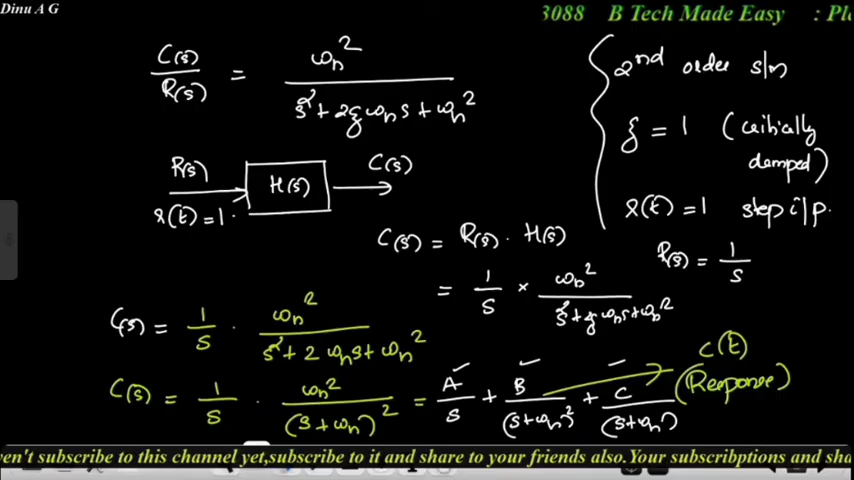 Dinu A G
3088 B Tech Made Easy : Pl
C(s)/R(s) = ωn²/(s²+2ξωns+ωn²)
2nd order s/m
ξ = 1 (critically damped)
r(t) = 1 step i/p.
R(s) = 1/s
R(s) → H(s) → C(s)
r(t)=1.
C(s) = R(s) . H(s)
= 1/s × ωn²/(s²+2ξωns+ωn²)
C(s) = 1/s . ωn²/(s²+2ωns+ωn²)
C(s) = 1/s . ωn²/(s+ωn)² = A/s + B/(s+ωn)² + C/(s+ωn)
c(t)
(Response)
en't subscribe to this channel yet,subscribe to it and share to your friends also.Your subscribptions and sha